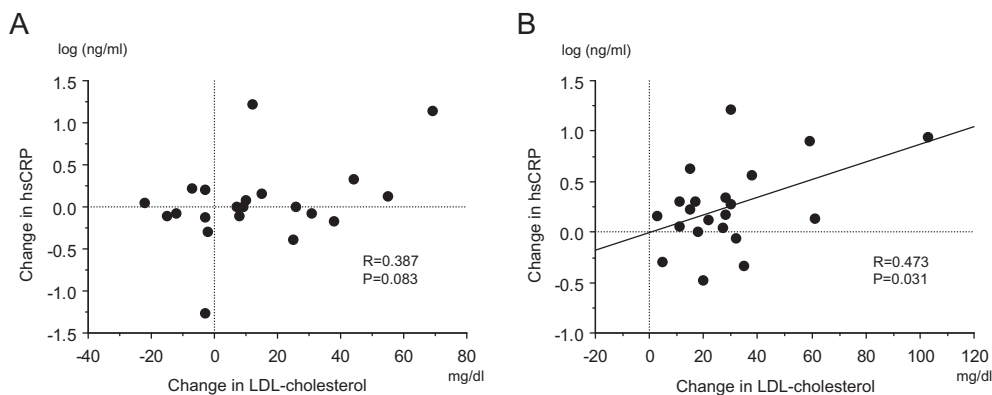 A
log (ng/ml)
Change in hsCRP
1.5
1.0
0.5
0.0
-0.5
-1.0
-1.5
-40
-20
0
20
40
60
80
R=0.387
P=0.083
Change in LDL-cholesterol
mg/dl
B
log (ng/ml)
Change in hsCRP
1.5
1.0
0.5
0.0
-0.5
-1.0
-20
0
20
40
60
80
100
120
R=0.473
P=0.031
Change in LDL-cholesterol
mg/dl